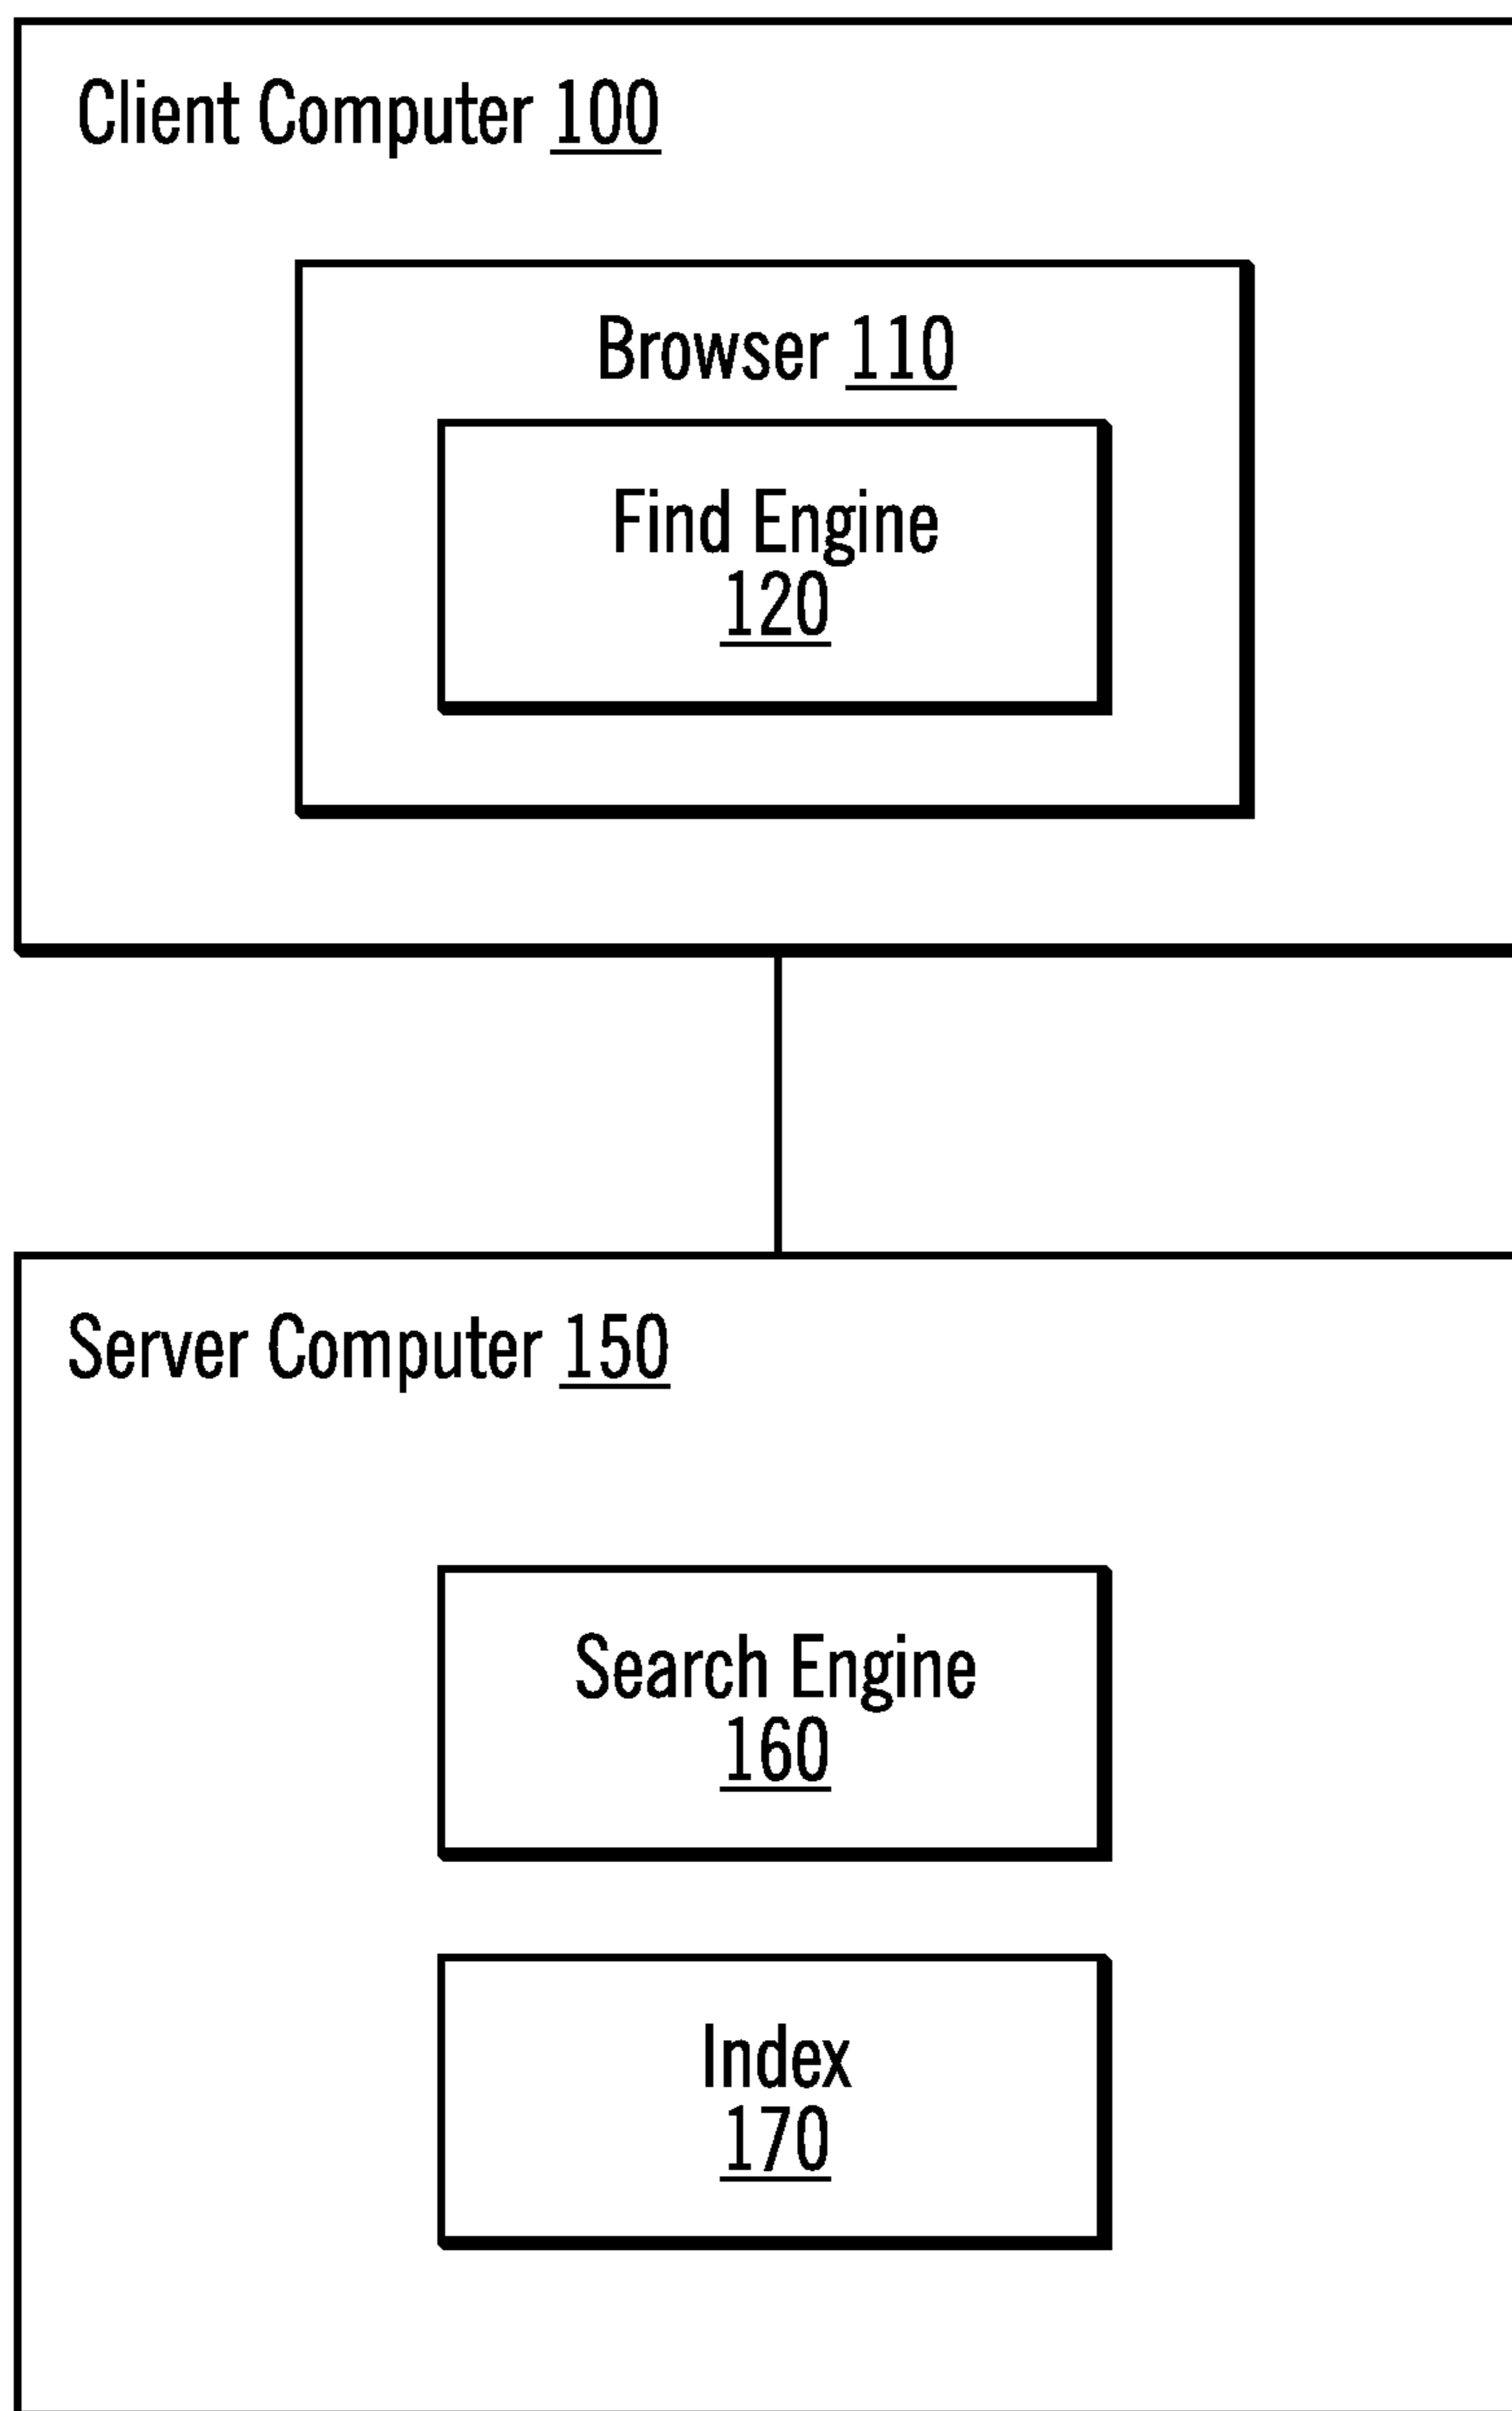 Client Computer 100
Browser 110
Find Engine
120
Server Computer 150
Search Engine
160
Index
170